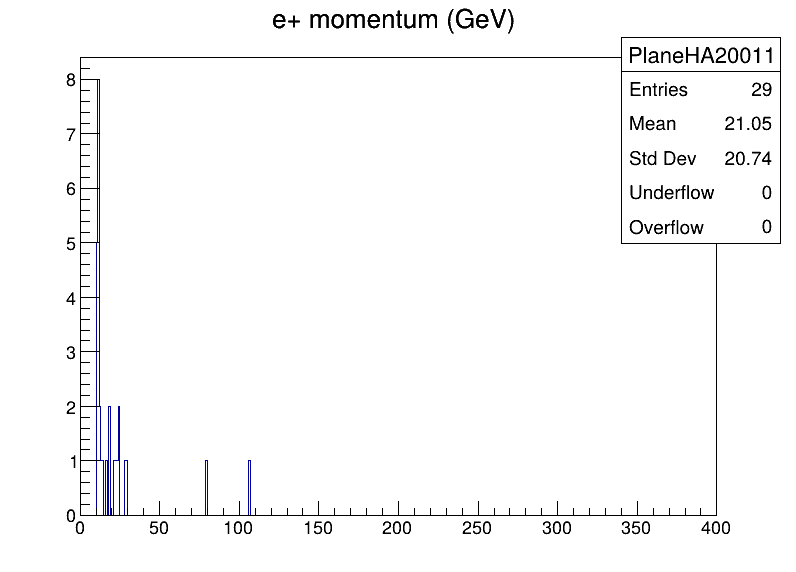 e+ momentum (GeV)
PlaneHA20011
Entries 29
Mean 21.05
Std Dev 20.74
Underflow 0
Overflow 0
8
7
6
5
4
3
2
1
0
0 50 100 150 200 250 300 350 400